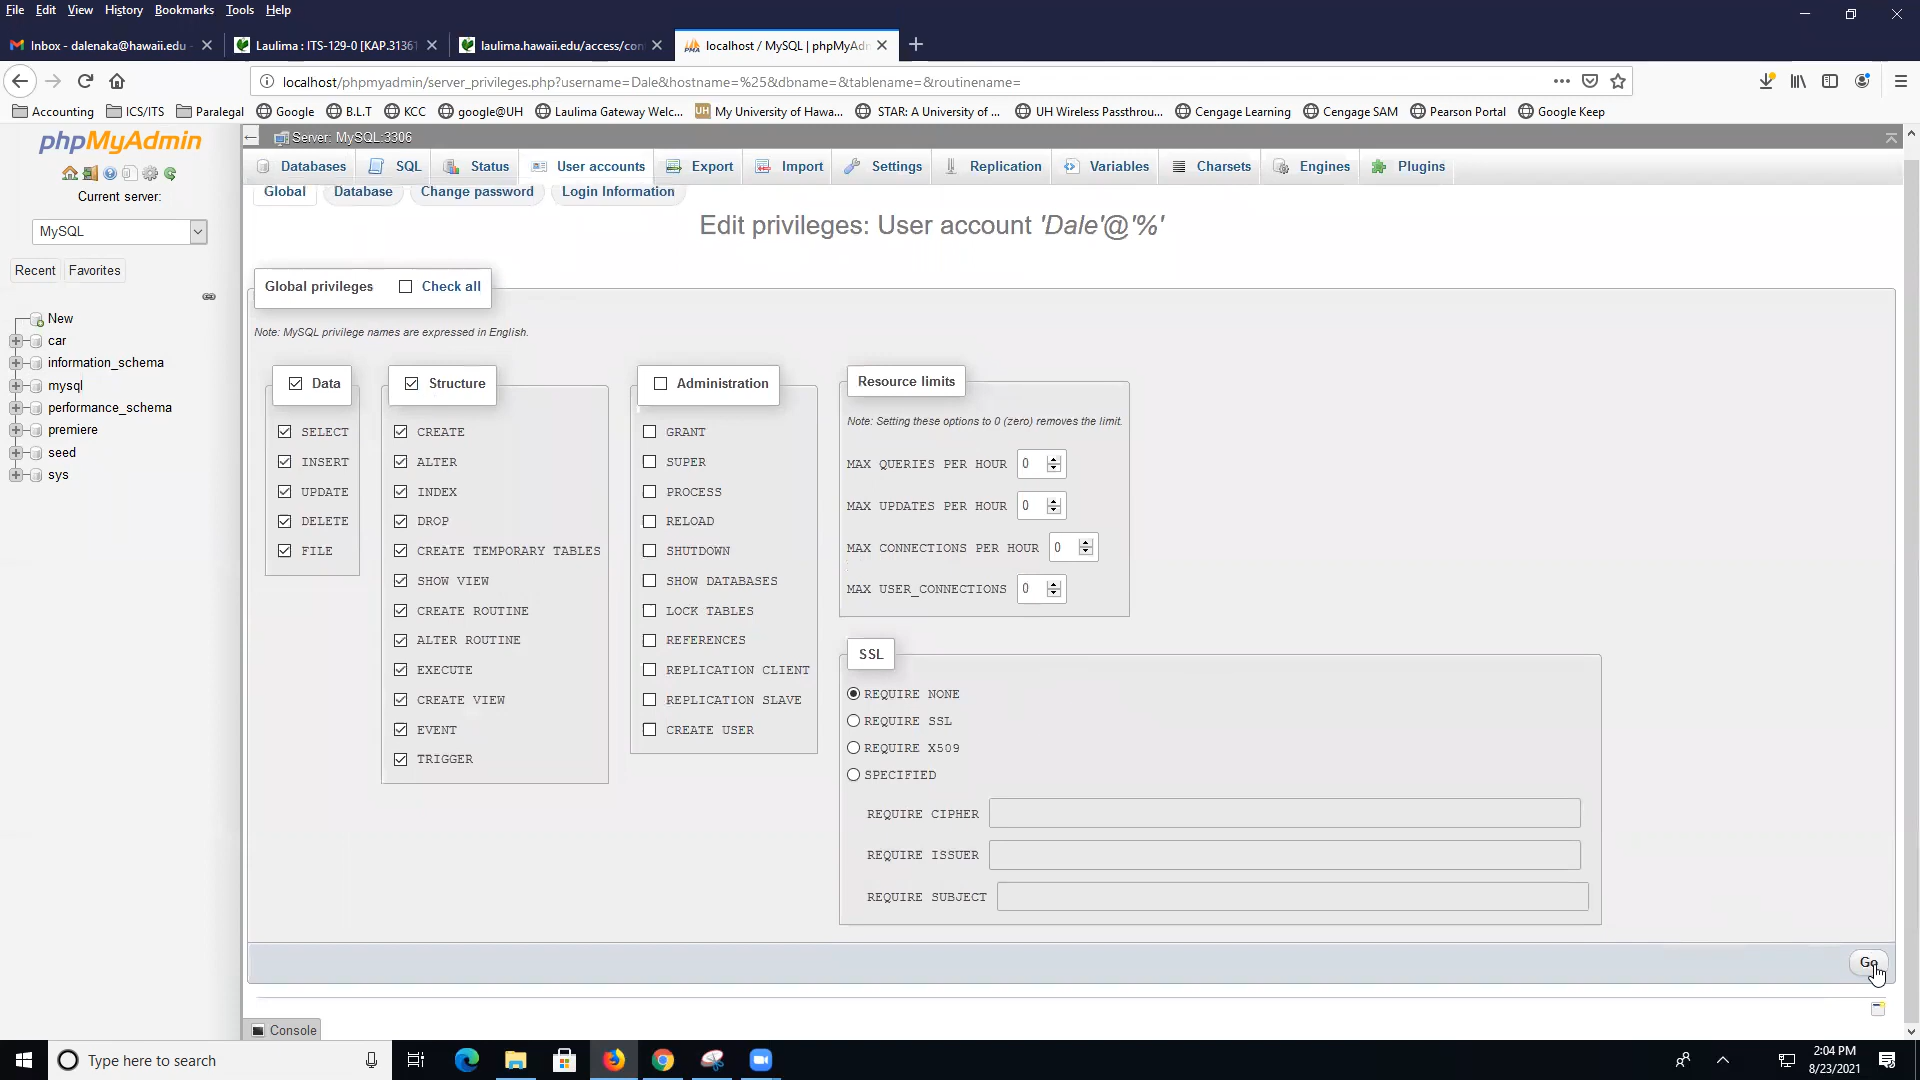 File Edit View History Bookmarks Tools Help
Inbox - dalenaka@hawaii.edu - Laulima : ITS-129-0 [KAP.31361 laulima.hawaii.edu/access/con localhost / MySQL | phpMyAdm
localhost/phpmyadmin/server_privileges.php?username=Dale&hostname=%25&dbname=&tablename=&routinename=
Accounting ICS/ITS Paralegal Google B.L.T KCC google@UH Laulima Gateway Welc... My University of Hawa... STAR: A University of ... UH Wireless Passthrou... Cengage Learning Cengage SAM Pearson Portal Google Keep
phpMyAdmin
Current server:
MySQL
Recent Favorites
New
car
information_schema
mysql
performance_schema
premiere
seed
sys
Server: MySQL:3306
Databases SQL Status User accounts Export Import Settings Replication Variables Charsets Engines Plugins
Global Database Change password Login Information
Edit privileges: User account 'Dale'@'%'
Global privileges Check all
Note: MySQL privilege names are expressed in English.
Data
SELECT
INSERT
UPDATE
DELETE
FILE
Structure
CREATE
ALTER
INDEX
DROP
CREATE TEMPORARY TABLES
SHOW VIEW
CREATE ROUTINE
ALTER ROUTINE
EXECUTE
CREATE VIEW
EVENT
TRIGGER
Administration
GRANT
SUPER
PROCESS
RELOAD
SHUTDOWN
SHOW DATABASES
LOCK TABLES
REFERENCES
REPLICATION CLIENT
REPLICATION SLAVE
CREATE USER
Resource limits
Note: Setting these options to 0 (zero) removes the limit.
MAX QUERIES PER HOUR 0
MAX UPDATES PER HOUR 0
MAX CONNECTIONS PER HOUR 0
MAX USER_CONNECTIONS 0
SSL
REQUIRE NONE
REQUIRE SSL
REQUIRE X509
SPECIFIED
REQUIRE CIPHER
REQUIRE ISSUER
REQUIRE SUBJECT
Go
Console
Type here to search
2:04 PM
8/23/2021